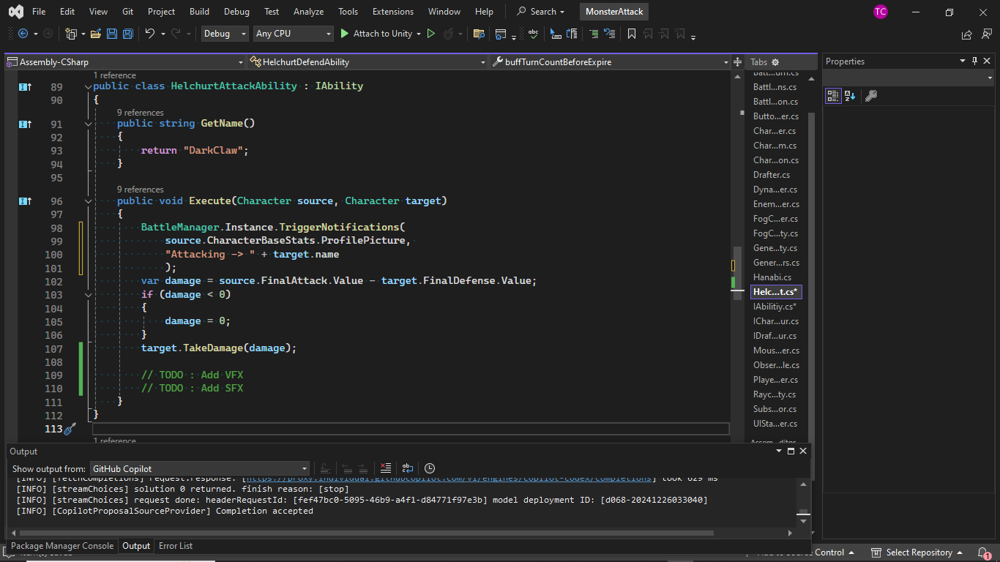 File Edit View Git Project Build Debug Test Analyze Tools Extensions Window Help Search MonsterAttack TC
Debug Any CPU Attach to Unity
Assembly-CSharp HelchurtDefendAbility buffTurnCountBeforeExpire
1 reference
89 public class HelchurtAttackAbility : IAbility
90 {
9 references
91 public string GetName()
92 {
93 return "DarkClaw";
94 }
95
9 references
96 public void Execute(Character source, Character target)
97 {
98 BattleManager.Instance.TriggerNotifications(
99 source.CharacterBaseStats.ProfilePicture,
100 "Attacking -> " + target.name
101 );
102 var damage = source.FinalAttack.Value - target.FinalDefense.Value;
103 if (damage < 0)
104 {
105 damage = 0;
106 }
107 target.TakeDamage(damage);
108
109 // TODO : Add VFX
110 // TODO : Add SFX
111 }
112 }
113
1 reference
Tabs
Batt...urn.cs
Battl...ns.cs
Battl...on.cs
Butto...er.cs
Char...er.cs
Char...m.cs
Char...on.cs
Drafter.cs
Dyna...er.cs
Enem...er.cs
FogC...er.cs
FogC...ty.cs
Gene...ty.cs
Gener...rs.cs
Hanabi.cs
Helc...t.cs*
IAbilitiy.cs*
IChar...ur.cs
IDraf...ur.cs
Mous...er.cs
Obser...le.cs
Playe...er.cs
Rayc...ty.cs
Subs...or.cs
UISta...er.cs
Assem...ditor
Properties
Output
Show output from: GitHub Copilot
[INFO] [fetchCompletions] request.response: [https://proxy.individual.githubcopilot.com/v1/engines/copilot-codex/completions] took 629 ms
[INFO] [streamChoices] solution 0 returned. finish reason: [stop]
[INFO] [streamChoices] request done: headerRequestId: [fef47bc0-5095-46b9-a4f1-d84771f97e3b] model deployment ID: [d068-20241226033040]
[INFO] [CopilotProposalSourceProvider] Completion accepted
Package Manager Console Output Error List
Item(s) Saved Add to Source Control Select Repository 1